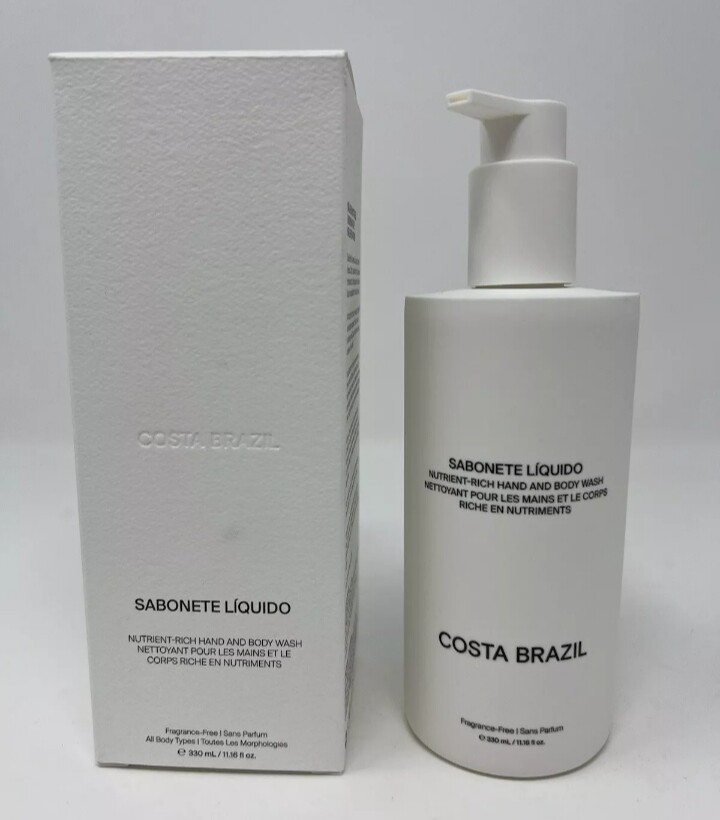 COSTA BRAZIL
SABONETE LÍQUIDO
NUTRIENT-RICH HAND AND BODY WASH
NETTOYANT POUR LES MAINS ET LE
CORPS RICHE EN NUTRIMENTS
Fragrance-Free | Sans Parfum
All Body Types | Toutes Les Morphologies
℮ 330 mL / 11.16 fl oz.
SABONETE LÍQUIDO
NUTRIENT-RICH HAND AND BODY WASH
NETTOYANT POUR LES MAINS ET LE CORPS
RICHE EN NUTRIMENTS
COSTA BRAZIL
Fragrance-Free | Sans Parfum
℮ 330 mL / 11.16 fl oz.